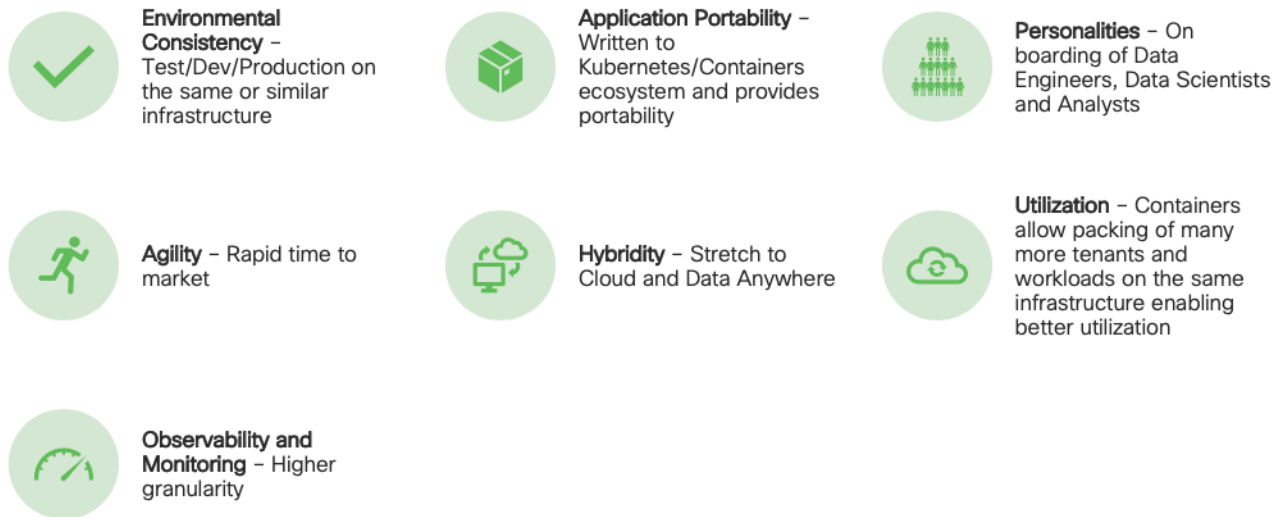 Environmental
Consistency –
Test/Dev/Production on
the same or similar
infrastructure
Application Portability –
Written to
Kubernetes/Containers
ecosystem and provides
portability
Personalities – On
boarding of Data
Engineers, Data Scientists
and Analysts
Agility – Rapid time to
market
Hybridity – Stretch to
Cloud and Data Anywhere
Utilization – Containers
allow packing of many
more tenants and
workloads on the same
infrastructure enabling
better utilization
Observability and
Monitoring – Higher
granularity